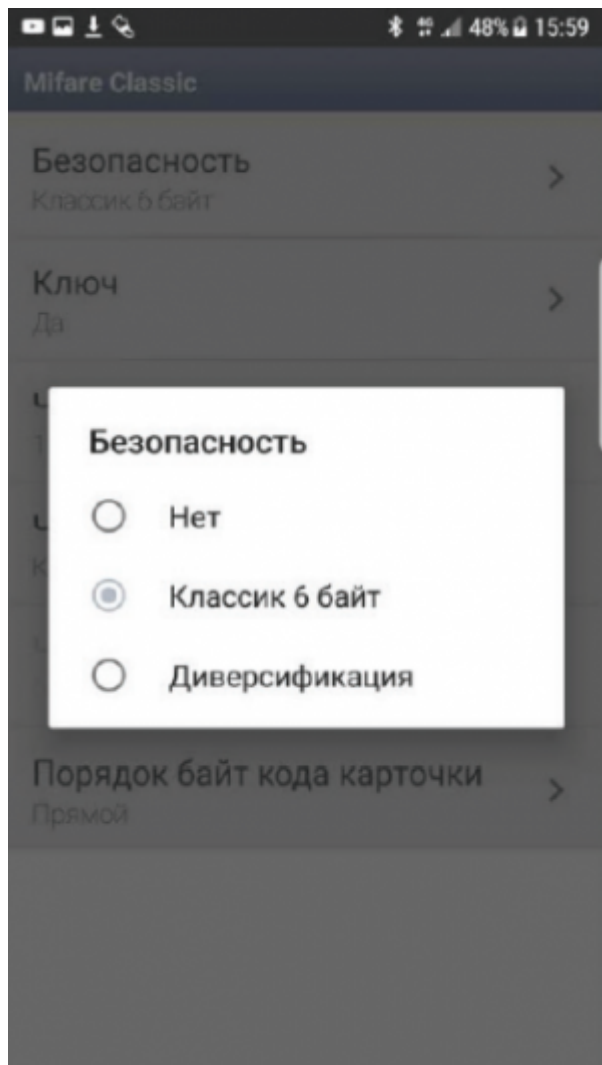 48% 15:59
Mifare Classic
Безопасность
Классик 6 байт
Ключ
Да
Безопасность
Нет
Классик 6 байт
Диверсификация
Порядок байт кода карточки
Прямой